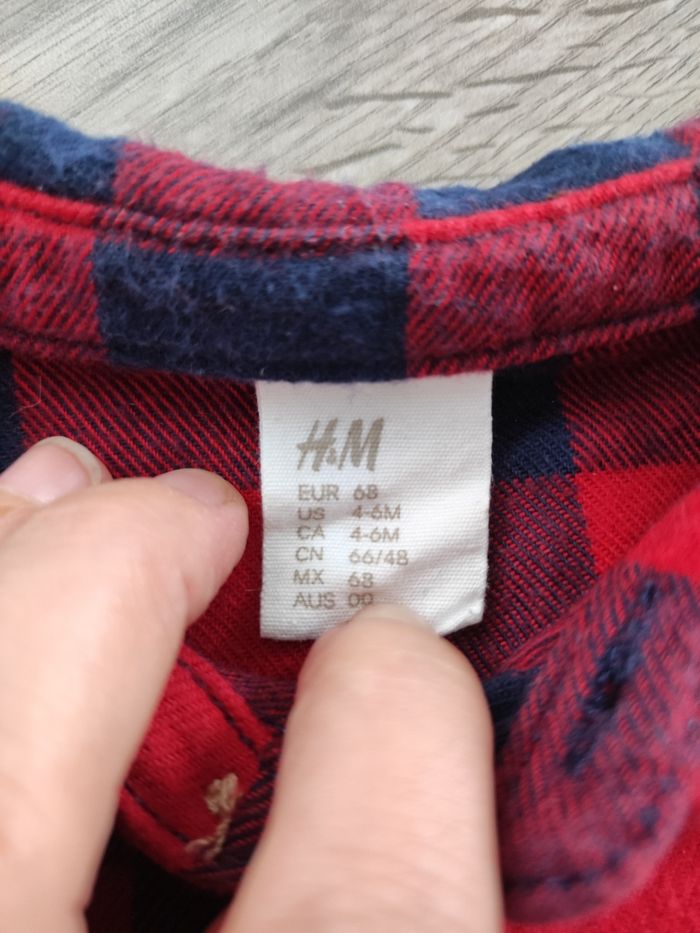 H&M
EUR 68
US 4-6M
CA 4-6M
CN 66/48
MX 68
AUS 00